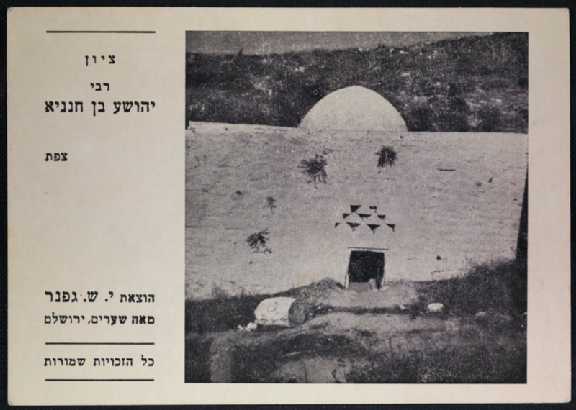 ציון
רבי
יהושע בן חנניא
צפת
הוצאת י. ש. גפנר
מאה שערים, ירושלם
כל הזכויות שמורות